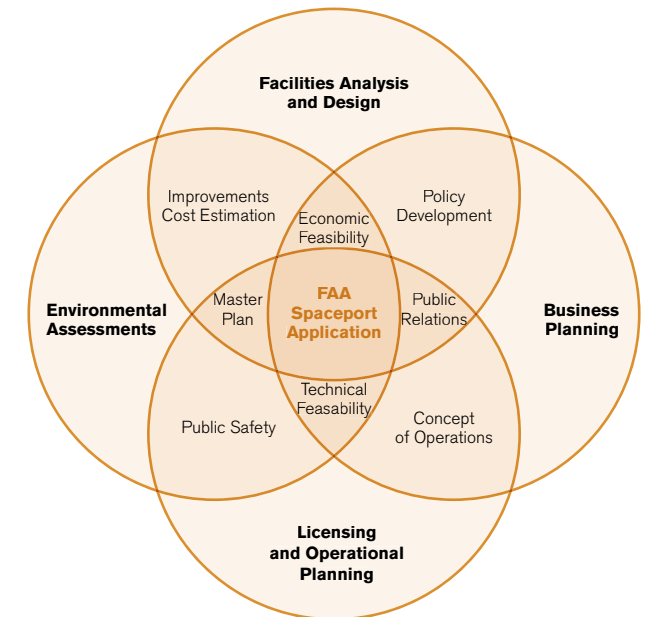 Facilities Analysis
and Design
Improvements
Cost Estimation
Policy
Development
Economic
Feasibility
Environmental
Assessments
Master
Plan
FAA
Spaceport
Application
Public
Relations
Business
Planning
Technical
Feasability
Public Safety
Concept
of Operations
Licensing
and Operational
Planning